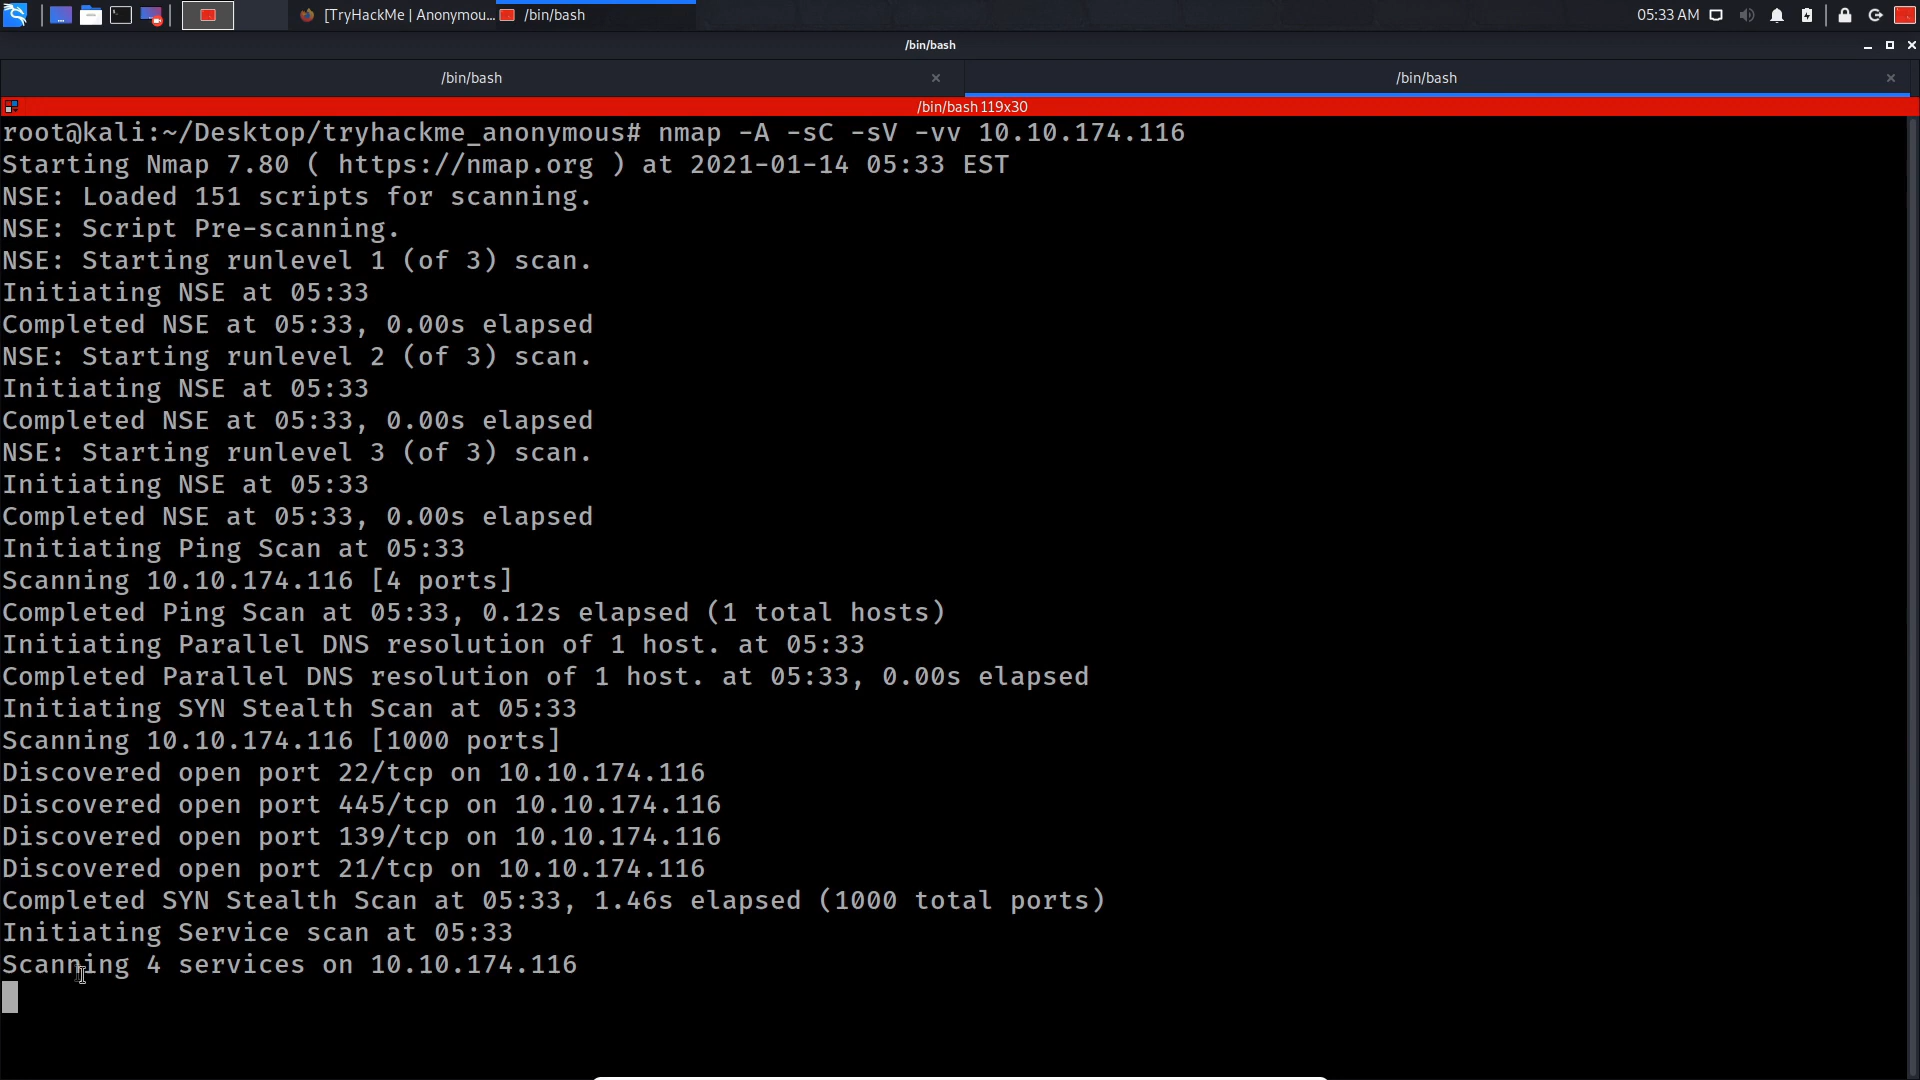 [TryHackMe | Anonymou... /bin/bash 05:33 AM
/bin/bash
/bin/bash /bin/bash
/bin/bash 119x30
root@kali:~/Desktop/tryhackme_anonymous# nmap -A -sC -sV -vv 10.10.174.116
Starting Nmap 7.80 ( https://nmap.org ) at 2021-01-14 05:33 EST
NSE: Loaded 151 scripts for scanning.
NSE: Script Pre-scanning.
NSE: Starting runlevel 1 (of 3) scan.
Initiating NSE at 05:33
Completed NSE at 05:33, 0.00s elapsed
NSE: Starting runlevel 2 (of 3) scan.
Initiating NSE at 05:33
Completed NSE at 05:33, 0.00s elapsed
NSE: Starting runlevel 3 (of 3) scan.
Initiating NSE at 05:33
Completed NSE at 05:33, 0.00s elapsed
Initiating Ping Scan at 05:33
Scanning 10.10.174.116 [4 ports]
Completed Ping Scan at 05:33, 0.12s elapsed (1 total hosts)
Initiating Parallel DNS resolution of 1 host. at 05:33
Completed Parallel DNS resolution of 1 host. at 05:33, 0.00s elapsed
Initiating SYN Stealth Scan at 05:33
Scanning 10.10.174.116 [1000 ports]
Discovered open port 22/tcp on 10.10.174.116
Discovered open port 445/tcp on 10.10.174.116
Discovered open port 139/tcp on 10.10.174.116
Discovered open port 21/tcp on 10.10.174.116
Completed SYN Stealth Scan at 05:33, 1.46s elapsed (1000 total ports)
Initiating Service scan at 05:33
Scanning 4 services on 10.10.174.116